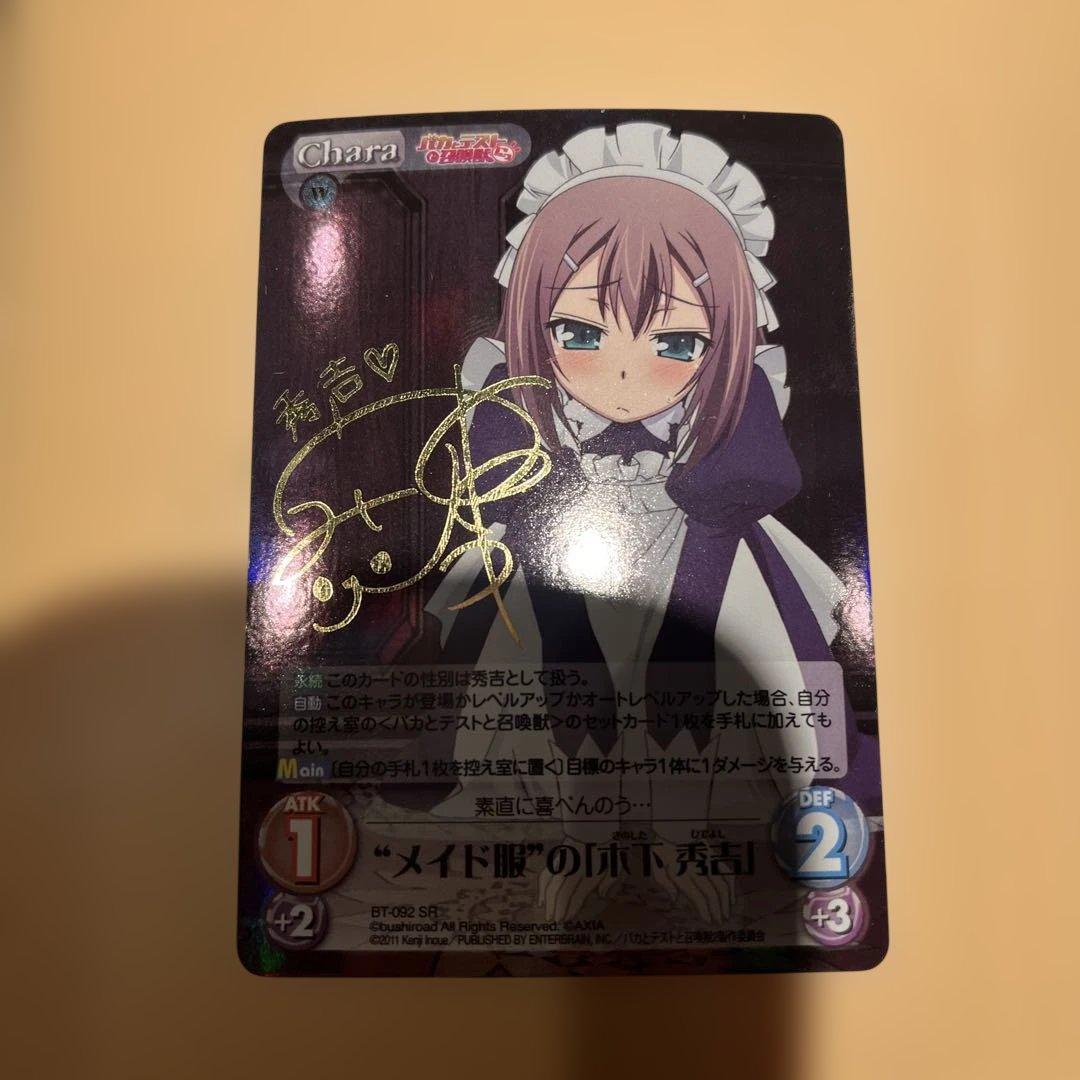 Chara
バカとテストと召喚獣
W
秀吉♡
永続 このカードの性別は秀吉として扱う。
自動 このキャラが登場かレベルアップかオートレベルアップした場合、自分
の控え室の<バカとテストと召喚獣>のセットカード1枚を手札に加えても
よい。
Main [自分の手札1枚を控え室に置く]目標のキャラ1体に1ダメージを与える。
素直に喜べんのう…
ATK
1
+2
きのした ひでよし
“メイド服”の「木下 秀吉」
DEF
2
+3
BT-092 SR
©bushiroad All Rights Reserved. ©AXIA
©2011 Kenji Inoue/PUBLISHED BY ENTERBRAIN, INC./バカとテストと召喚獣2製作委員会